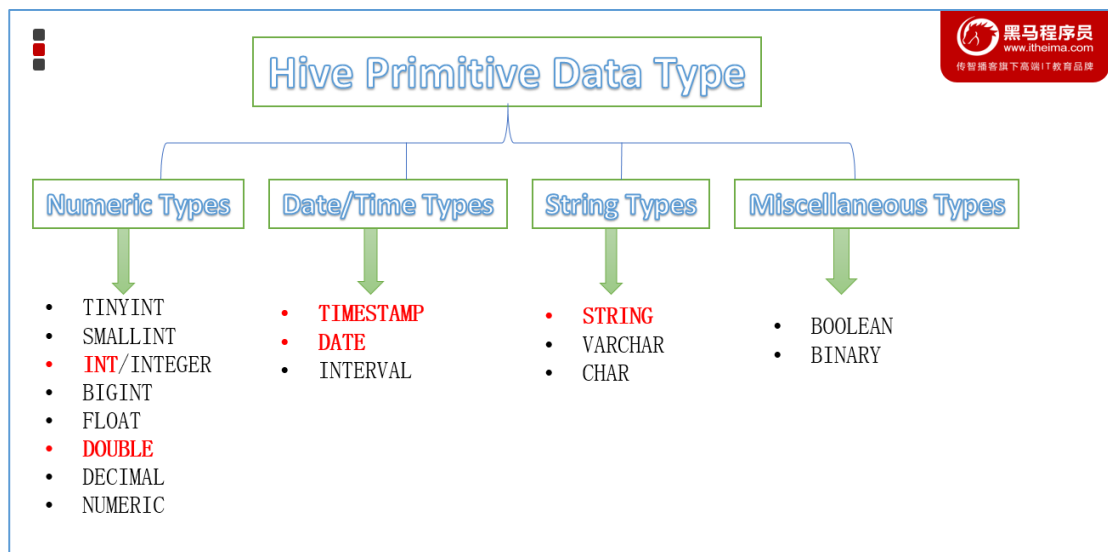 黑马程序员
www.itheima.com
传智播客旗下高端IT教育品牌
Hive Primitive Data Type
Numeric Types
Date/Time Types
String Types
Miscellaneous Types
• TINYINT
• SMALLINT
• INT/INTEGER
• BIGINT
• FLOAT
• DOUBLE
• DECIMAL
• NUMERIC
• TIMESTAMP
• DATE
• INTERVAL
• STRING
• VARCHAR
• CHAR
• BOOLEAN
• BINARY